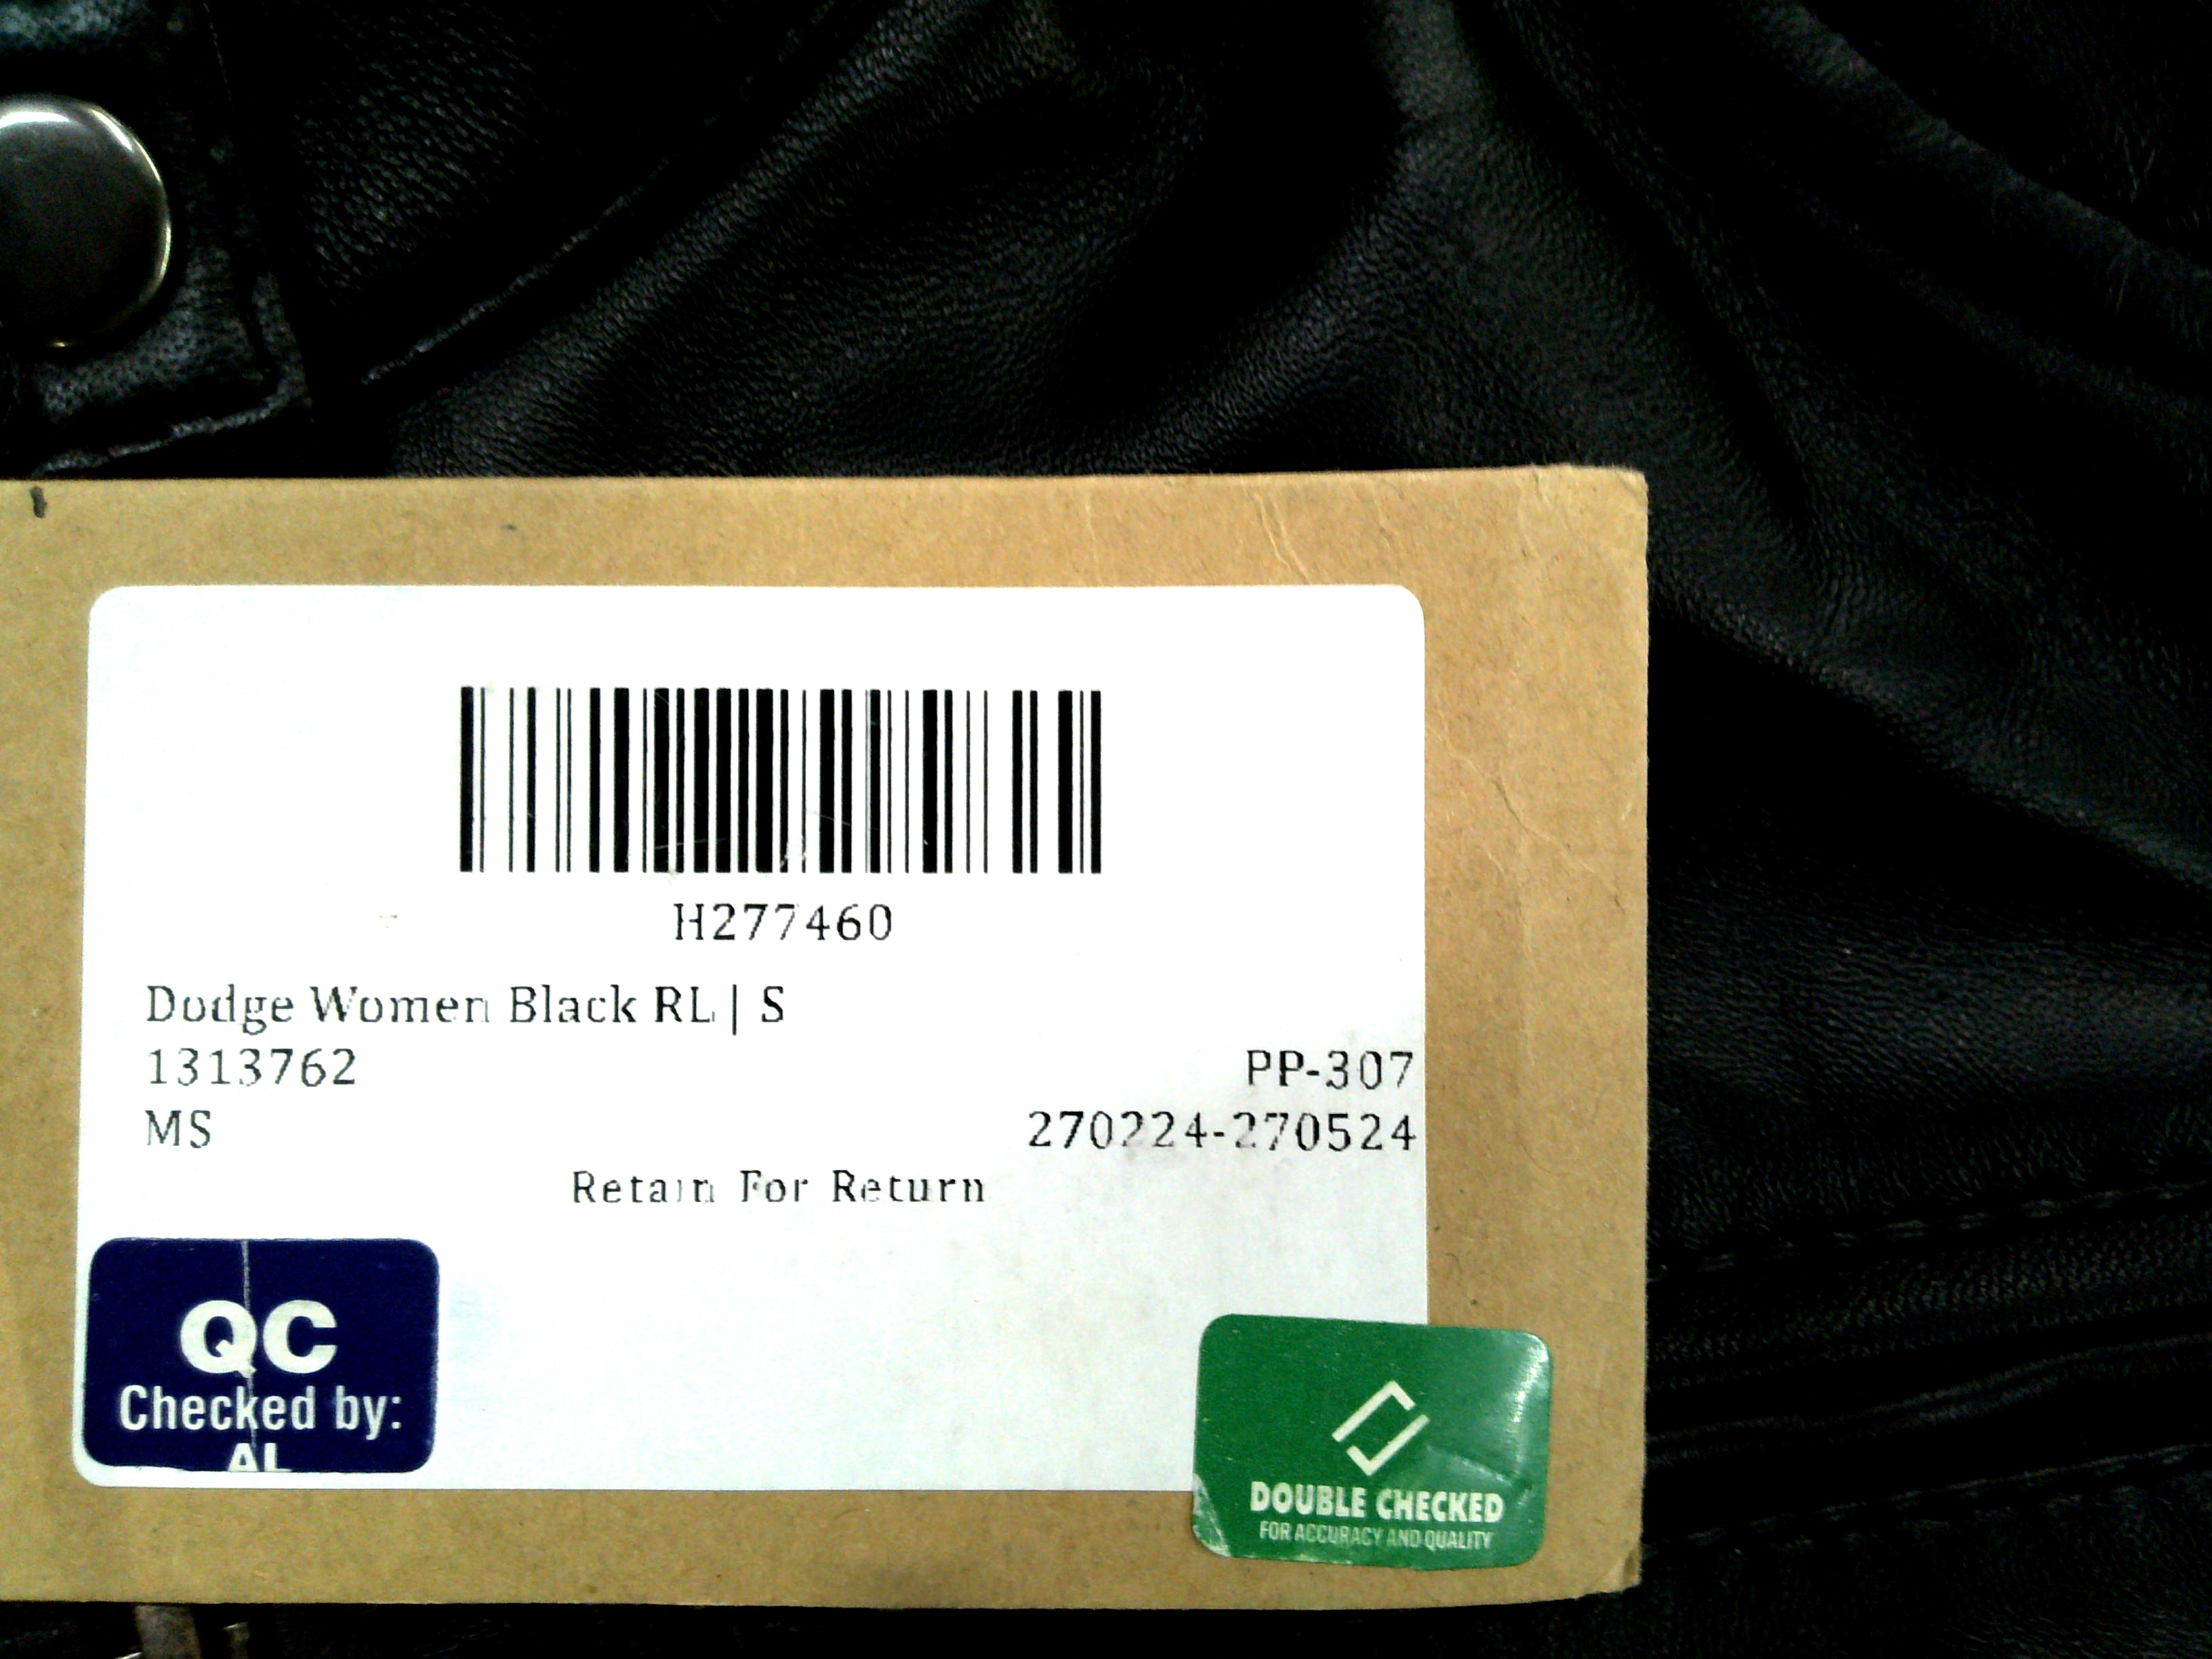 H277460
Dodge Women Black RL | S
1313762
PP-307
MS
270224-270524
Retain For Return
QC
Checked by:
AL
DOUBLE CHECKED
FOR ACCURACY AND QUALITY